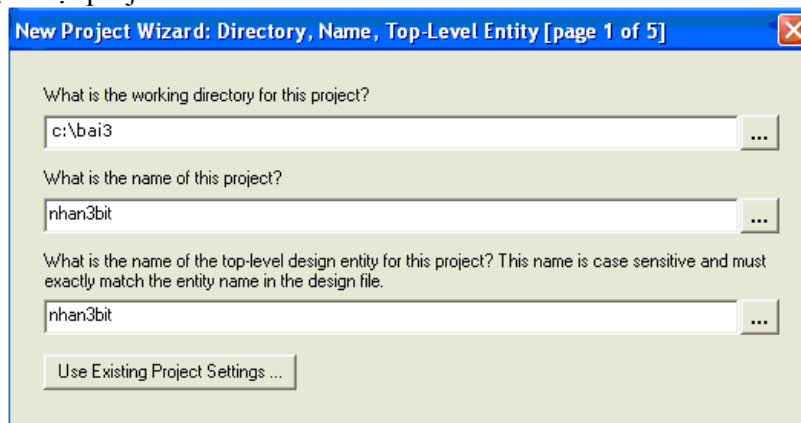 New Project Wizard: Directory, Name, Top-Level Entity [page 1 of 5]
What is the working directory for this project?
c:\bai3
...
What is the name of this project?
nhan3bit
...
What is the name of the top-level design entity for this project? This name is case sensitive and must
exactly match the entity name in the design file.
nhan3bit
...
Use Existing Project Settings ...